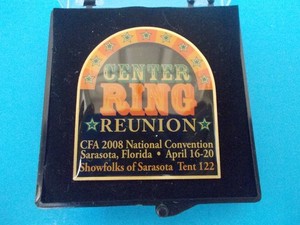 CENTER
RING
REUNION
CFA 2008 National Convention
Sarasota, Florida • April 16-20
Showfolks of Sarasota Tent 122